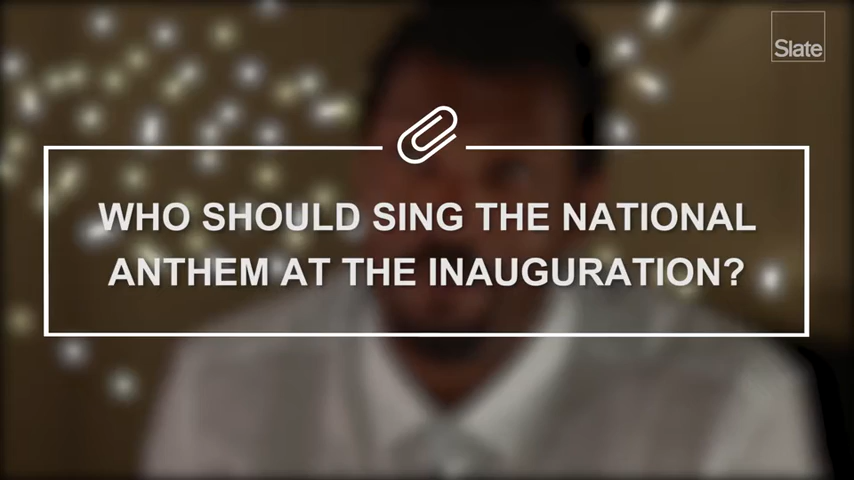 Slate
WHO SHOULD SING THE NATIONAL
ANTHEM AT THE INAUGURATION?